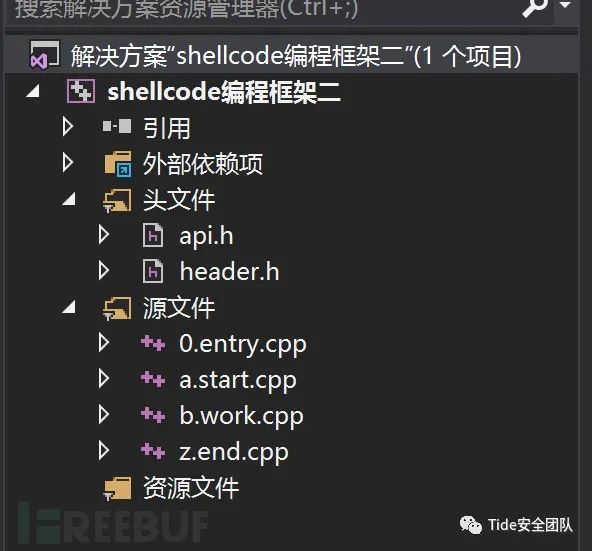 搜索解决方案资源管理器(Ctrl+;)
解决方案“shellcode编程框架二”(1 个项目)
shellcode编程框架二
引用
外部依赖项
头文件
api.h
header.h
源文件
0.entry.cpp
a.start.cpp
b.work.cpp
z.end.cpp
资源文件
FREEBUF
Tide安全团队